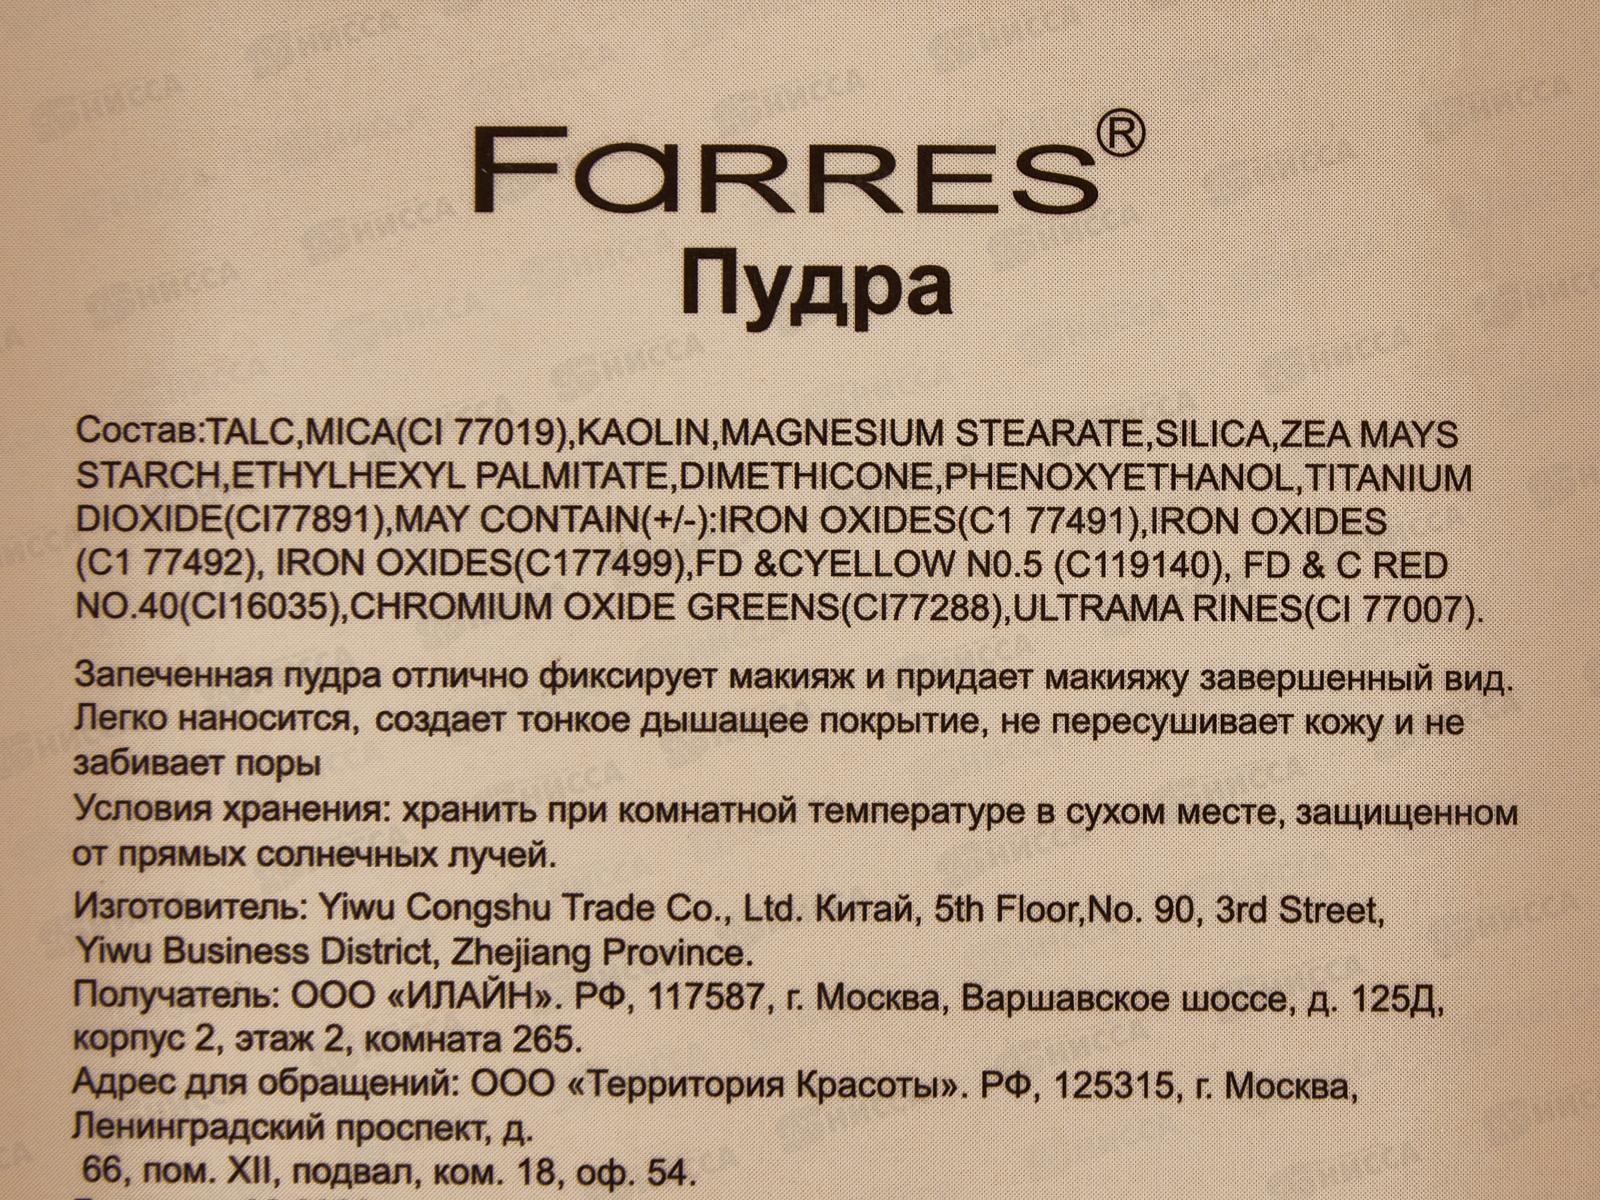 FARRES®
Пудра
Состав:TALC,MICA(CI 77019),KAOLIN,MAGNESIUM STEARATE,SILICA,ZEA MAYS
STARCH,ETHYLHEXYL PALMITATE,DIMETHICONE,PHENOXYETHANOL,TITANIUM
DIOXIDE(CI77891),MAY CONTAIN(+/-):IRON OXIDES(C1 77491),IRON OXIDES
(C1 77492), IRON OXIDES(C177499),FD &CYELLOW N0.5 (C119140), FD & C RED
NO.40(CI16035),CHROMIUM OXIDE GREENS(CI77288),ULTRAMA RINES(CI 77007).
Запеченная пудра отлично фиксирует макияж и придает макияжу завершенный вид.
Легко наносится, создает тонкое дышащее покрытие, не пересушивает кожу и не
забивает поры
Условия хранения: хранить при комнатной температуре в сухом месте, защищенном
от прямых солнечных лучей.
Изготовитель: Yiwu Congshu Trade Co., Ltd. Китай, 5th Floor,No. 90, 3rd Street,
Yiwu Business District, Zhejiang Province.
Получатель: ООО «ИЛАЙН». РФ, 117587, г. Москва, Варшавское шоссе, д. 125Д,
корпус 2, этаж 2, комната 265.
Адрес для обращений: ООО «Территория Красоты». РФ, 125315, г. Москва,
Ленинградский проспект, д.
66, пом. XII, подвал, ком. 18, оф. 54.